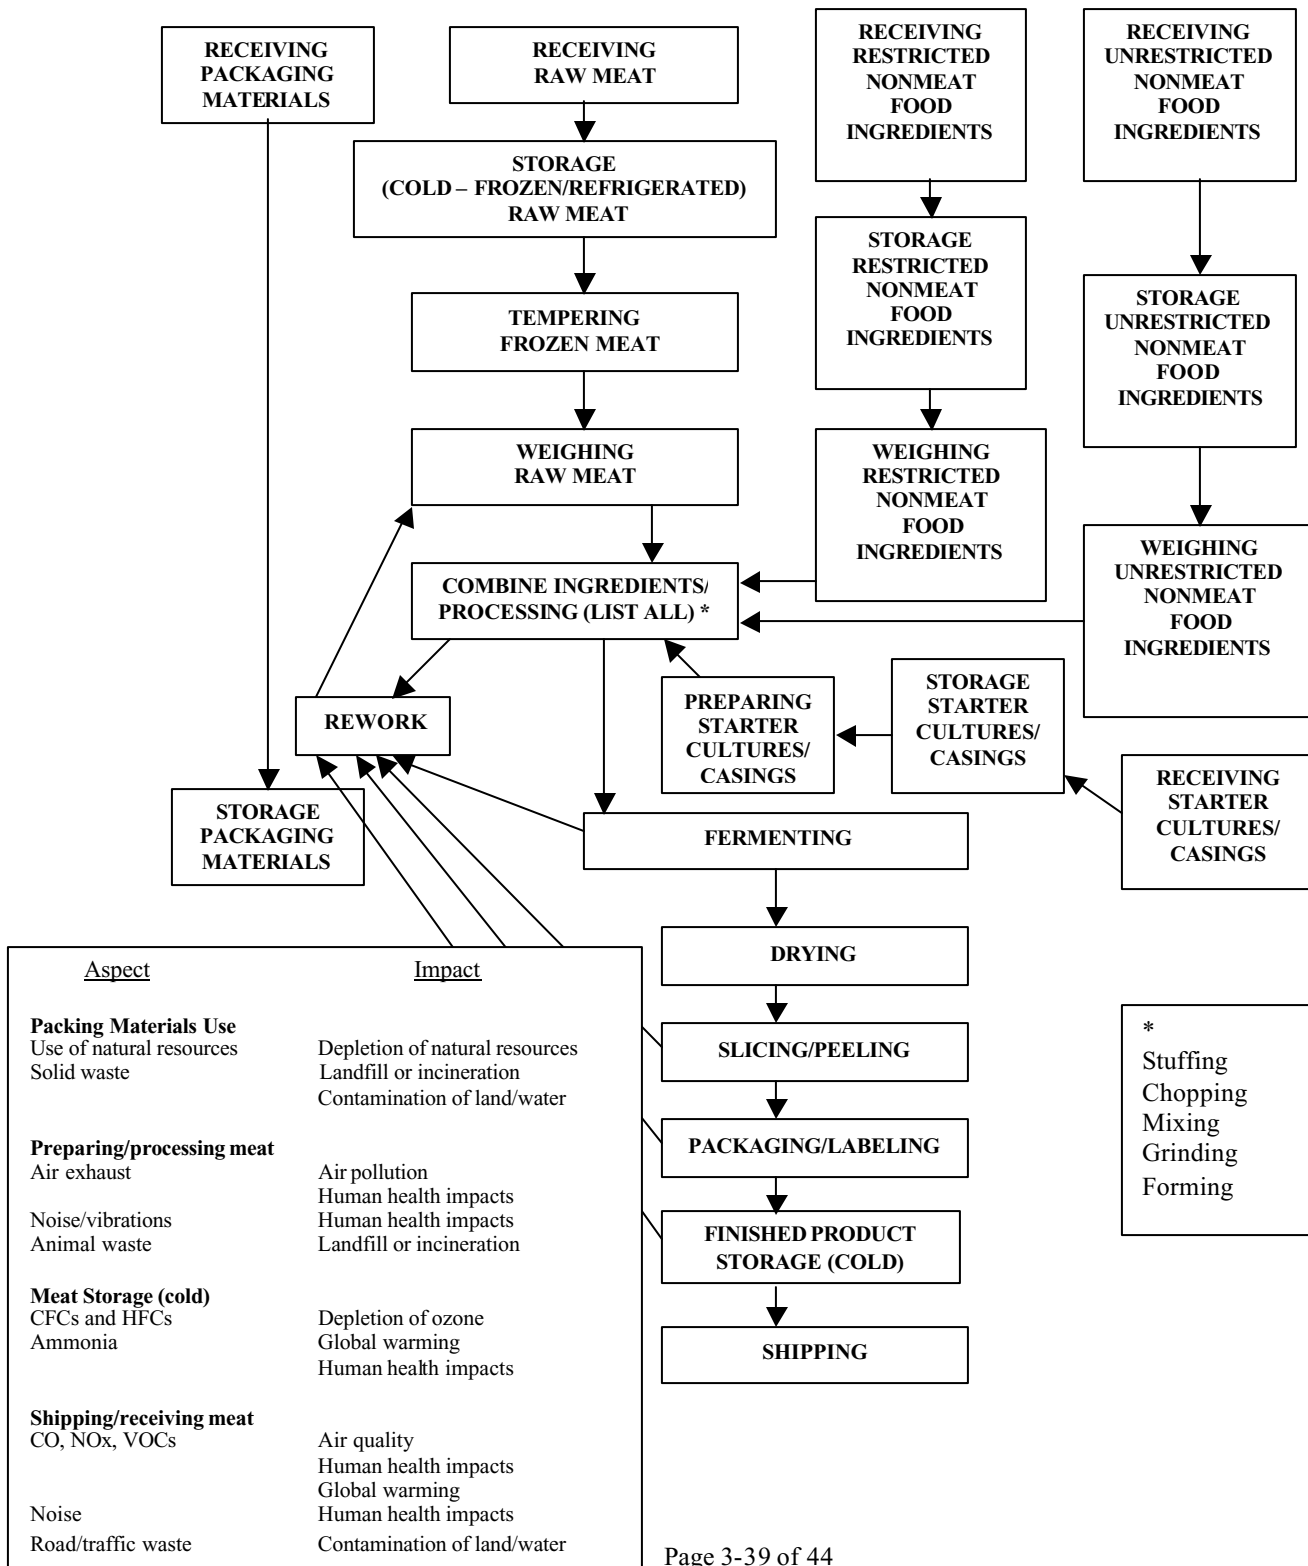 RECEIVING
PACKAGING
MATERIALS
RECEIVING
RAW MEAT
RECEIVING
RESTRICTED
NONMEAT
FOOD
INGREDIENTS
RECEIVING
UNRESTRICTED
NONMEAT
FOOD
INGREDIENTS
STORAGE
(COLD – FROZEN/REFRIGERATED)
RAW MEAT
STORAGE
RESTRICTED
NONMEAT
FOOD
INGREDIENTS
STORAGE
UNRESTRICTED
NONMEAT
FOOD
INGREDIENTS
TEMPERING
FROZEN MEAT
WEIGHING
RAW MEAT
WEIGHING
RESTRICTED
NONMEAT
FOOD
INGREDIENTS
WEIGHING
UNRESTRICTED
NONMEAT
FOOD
INGREDIENTS
COMBINE INGREDIENTS/
PROCESSING (LIST ALL) *
REWORK
PREPARING
STARTER
CULTURES/
CASINGS
STORAGE
STARTER
CULTURES/
CASINGS
RECEIVING
STARTER
CULTURES/
CASINGS
STORAGE
PACKAGING
MATERIALS
FERMENTING
DRYING
SLICING/PEELING
PACKAGING/LABELING
FINISHED PRODUCT
STORAGE (COLD)
SHIPPING
*
Stuffing
Chopping
Mixing
Grinding
Forming
Aspect Impact
Packing Materials Use
Use of natural resources Depletion of natural resources
Solid waste Landfill or incineration
Contamination of land/water
Preparing/processing meat
Air exhaust Air pollution
Human health impacts
Noise/vibrations Human health impacts
Animal waste Landfill or incineration
Meat Storage (cold)
CFCs and HFCs Depletion of ozone
Ammonia Global warming
Human health impacts
Shipping/receiving meat
CO, NOx, VOCs Air quality
Human health impacts
Global warming
Noise Human health impacts
Road/traffic waste Contamination of land/water
Page 3-39 of 44